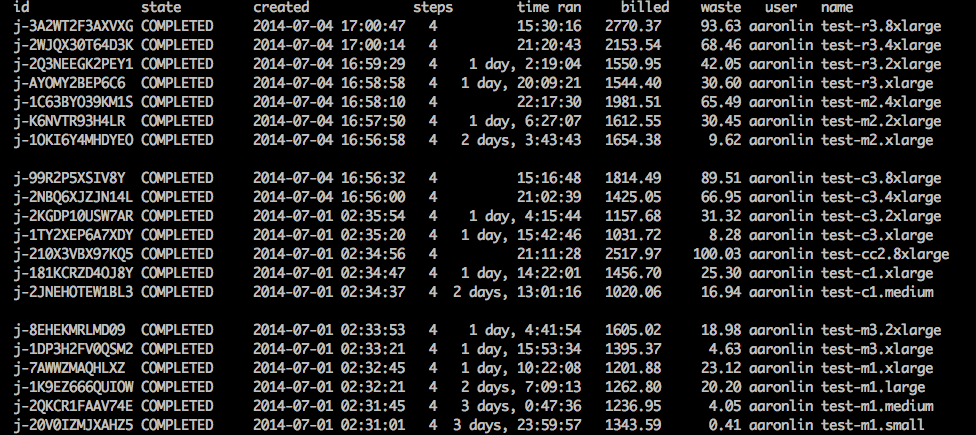 id state created steps time ran billed waste user name
j-3A2WT2F3AXVXG COMPLETED 2014-07-04 17:00:47 4 15:30:16 2770.37 93.63 aaronlin test-r3.8xlarge
j-2WJQX30T64D3K COMPLETED 2014-07-04 17:00:14 4 21:20:43 2153.54 68.46 aaronlin test-r3.4xlarge
j-2Q3NEEGK2PEY1 COMPLETED 2014-07-04 16:59:29 4 1 day, 2:19:04 1550.95 42.05 aaronlin test-r3.2xlarge
j-AYOMY2BEP6C6 COMPLETED 2014-07-04 16:58:58 4 1 day, 20:09:21 1544.40 30.60 aaronlin test-r3.xlarge
j-1C63BYO39KM1S COMPLETED 2014-07-04 16:58:10 4 22:17:30 1981.51 65.49 aaronlin test-m2.4xlarge
j-K6NVTR93H4LR COMPLETED 2014-07-04 16:57:50 4 1 day, 6:27:07 1612.55 30.45 aaronlin test-m2.2xlarge
j-1OKI6Y4MHDYEO COMPLETED 2014-07-04 16:56:58 4 2 days, 3:43:43 1654.38 9.62 aaronlin test-m2.xlarge
j-99R2P5XSIV8Y COMPLETED 2014-07-04 16:56:32 4 15:16:48 1814.49 89.51 aaronlin test-c3.8xlarge
j-2NBQ6XJZJN14L COMPLETED 2014-07-04 16:56:00 4 21:02:39 1425.05 66.95 aaronlin test-c3.4xlarge
j-2KGDP10USW7AR COMPLETED 2014-07-01 02:35:54 4 1 day, 4:15:44 1157.68 31.32 aaronlin test-c3.2xlarge
j-1TY2XEP6A7XDY COMPLETED 2014-07-01 02:35:20 4 1 day, 15:42:46 1031.72 8.28 aaronlin test-c3.xlarge
j-210X3VBX97KQ5 COMPLETED 2014-07-01 02:34:56 4 21:11:28 2517.97 100.03 aaronlin test-cc2.8xlarge
j-181KCRZD4OJ8Y COMPLETED 2014-07-01 02:34:47 4 1 day, 14:22:01 1456.70 25.30 aaronlin test-c1.xlarge
j-2JNEHOTEW1BL3 COMPLETED 2014-07-01 02:34:37 4 2 days, 13:01:16 1020.06 16.94 aaronlin test-c1.medium
j-8EHEKMRLMD09 COMPLETED 2014-07-01 02:33:53 4 1 day, 4:41:54 1605.02 18.98 aaronlin test-m3.2xlarge
j-1DP3H2FV0QSM2 COMPLETED 2014-07-01 02:33:21 4 1 day, 15:53:34 1395.37 4.63 aaronlin test-m3.xlarge
j-7AWWZMAQHLXZ COMPLETED 2014-07-01 02:32:45 4 1 day, 10:22:08 1201.88 23.12 aaronlin test-m1.xlarge
j-1K9EZ666QUIOW COMPLETED 2014-07-01 02:32:21 4 2 days, 7:09:13 1262.80 20.20 aaronlin test-m1.large
j-2QKCR1FAAV74E COMPLETED 2014-07-01 02:31:45 4 3 days, 0:47:36 1236.95 4.05 aaronlin test-m1.medium
j-20V0IZMJXAHZ5 COMPLETED 2014-07-01 02:31:01 4 3 days, 23:59:57 1343.59 0.41 aaronlin test-m1.small